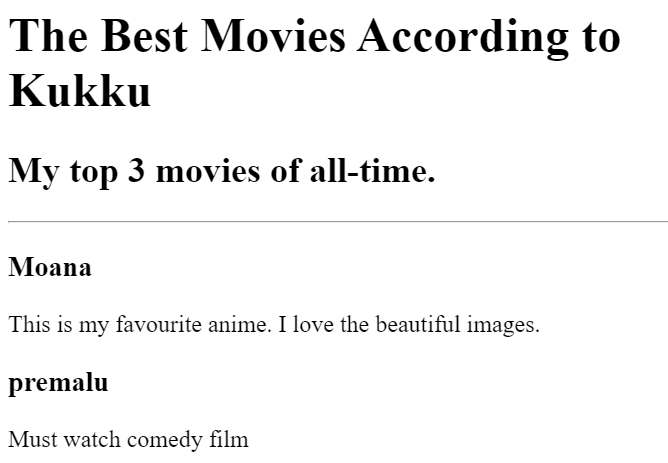 The Best Movies According to
Kukku
My top 3 movies of all-time.
Moana
This is my favourite anime. I love the beautiful images.
premalu
Must watch comedy film